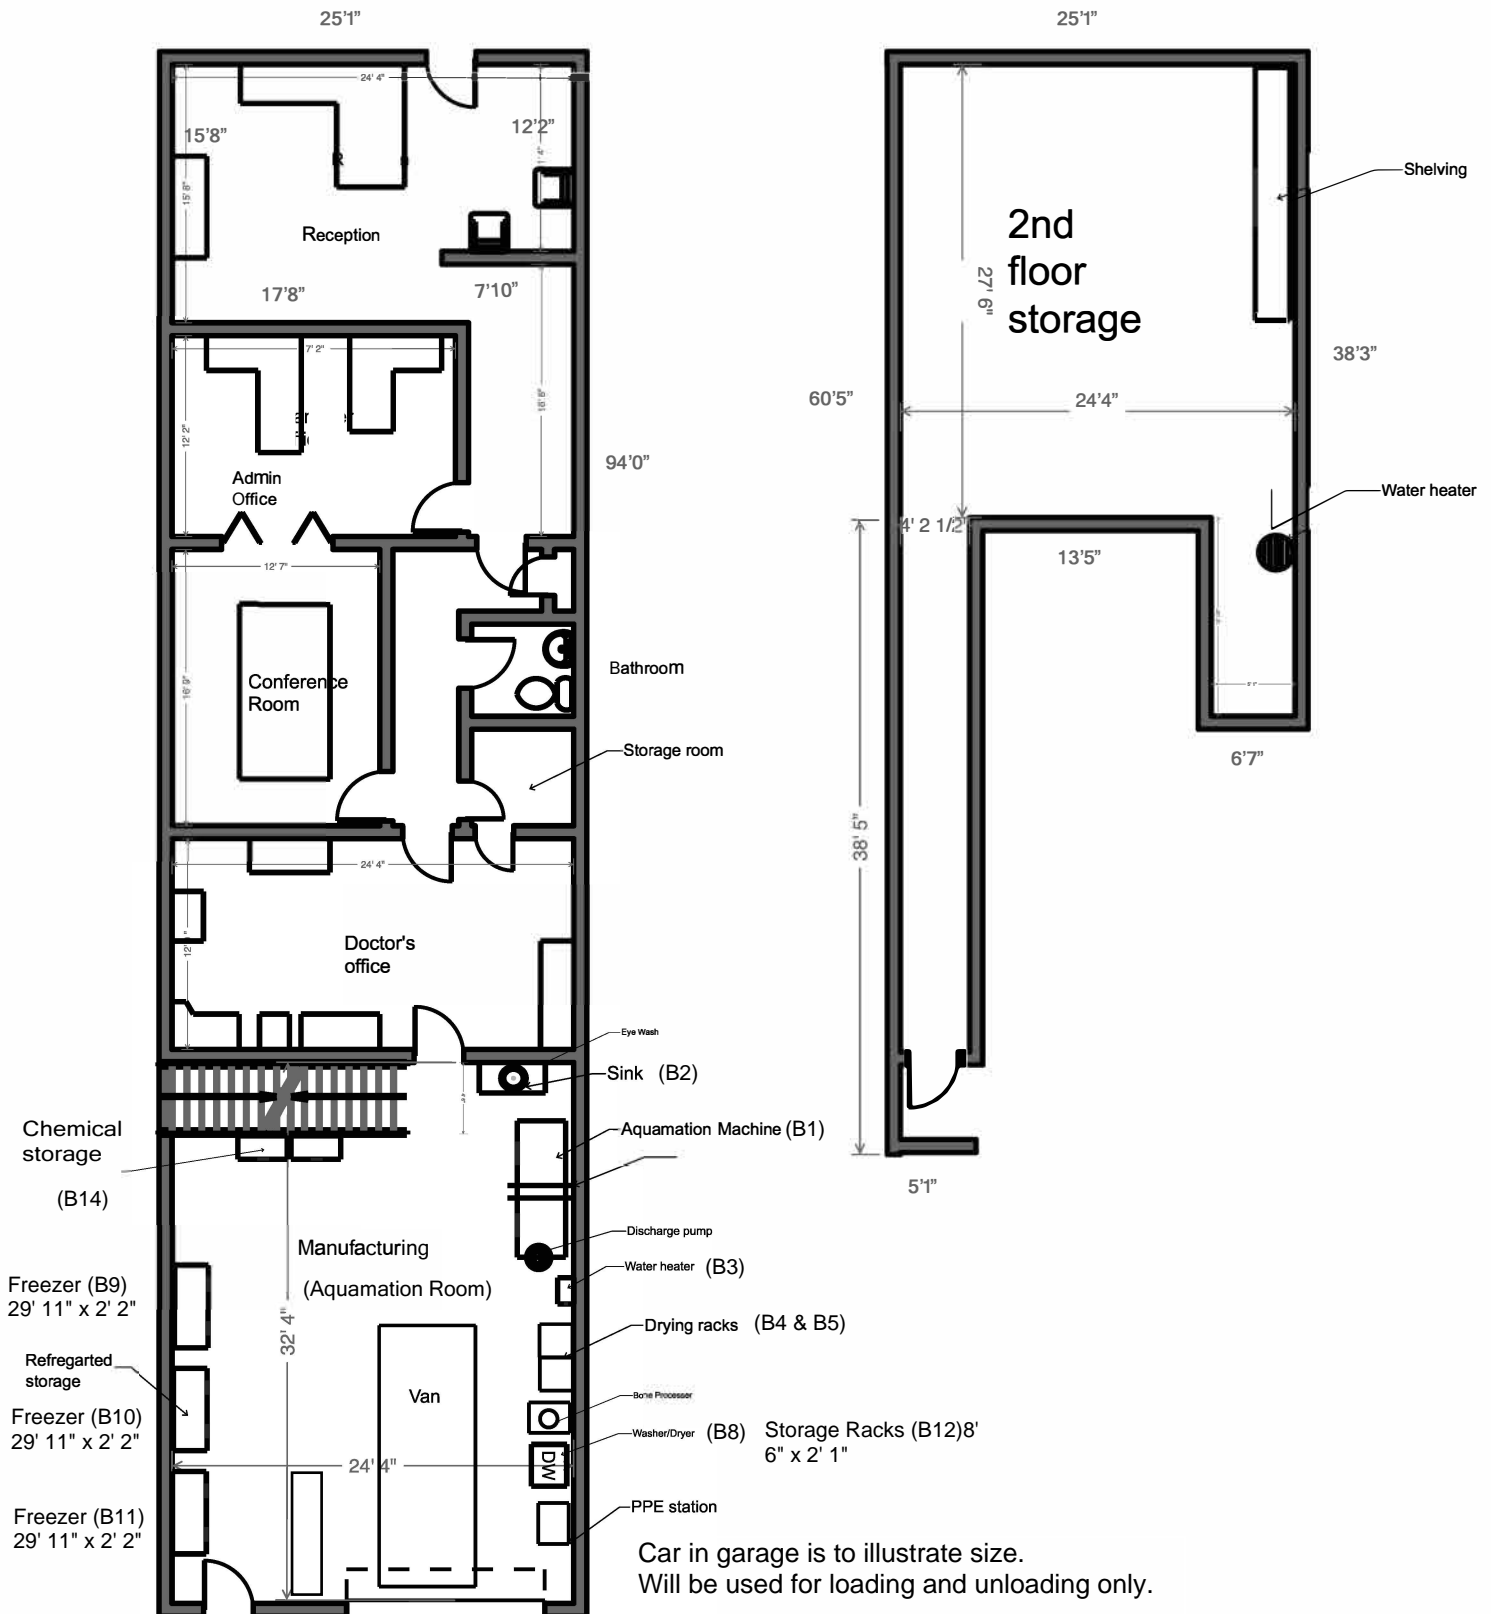 25'1"
25'1"
24' 4"
15'8"
12'2"
15' 8"
Reception
17'8"
7'10"
Shelving
2nd
floor
storage
27' 6"
38'3"
60'5"
24'4"
7' 2"
12' 2"
Admin
Office
94'0"
Water heater
4' 2 1/2"
13'5"
12' 7"
16' 9"
Conference
Room
Bathroom
Storage room
6'7"
38' 5"
24' 4"
Doctor's
office
Eye Wash
Sink (B2)
Chemical
storage
(B14)
Aquamation Machine (B1)
5'1"
Discharge pump
Manufacturing
(Aquamation Room)
Water heater (B3)
Freezer (B9)
29' 11" x 2' 2"
32' 4"
Drying racks (B4 & B5)
Refregarted
storage
Van
Bone Processer
Freezer (B10)
29' 11" x 2' 2"
Washer/Dryer (B8)
Storage Racks (B12)8'
6" x 2' 1"
DW
24' 4"
Freezer (B11)
29' 11" x 2' 2"
PPE station
Car in garage is to illustrate size.
Will be used for loading and unloading only.